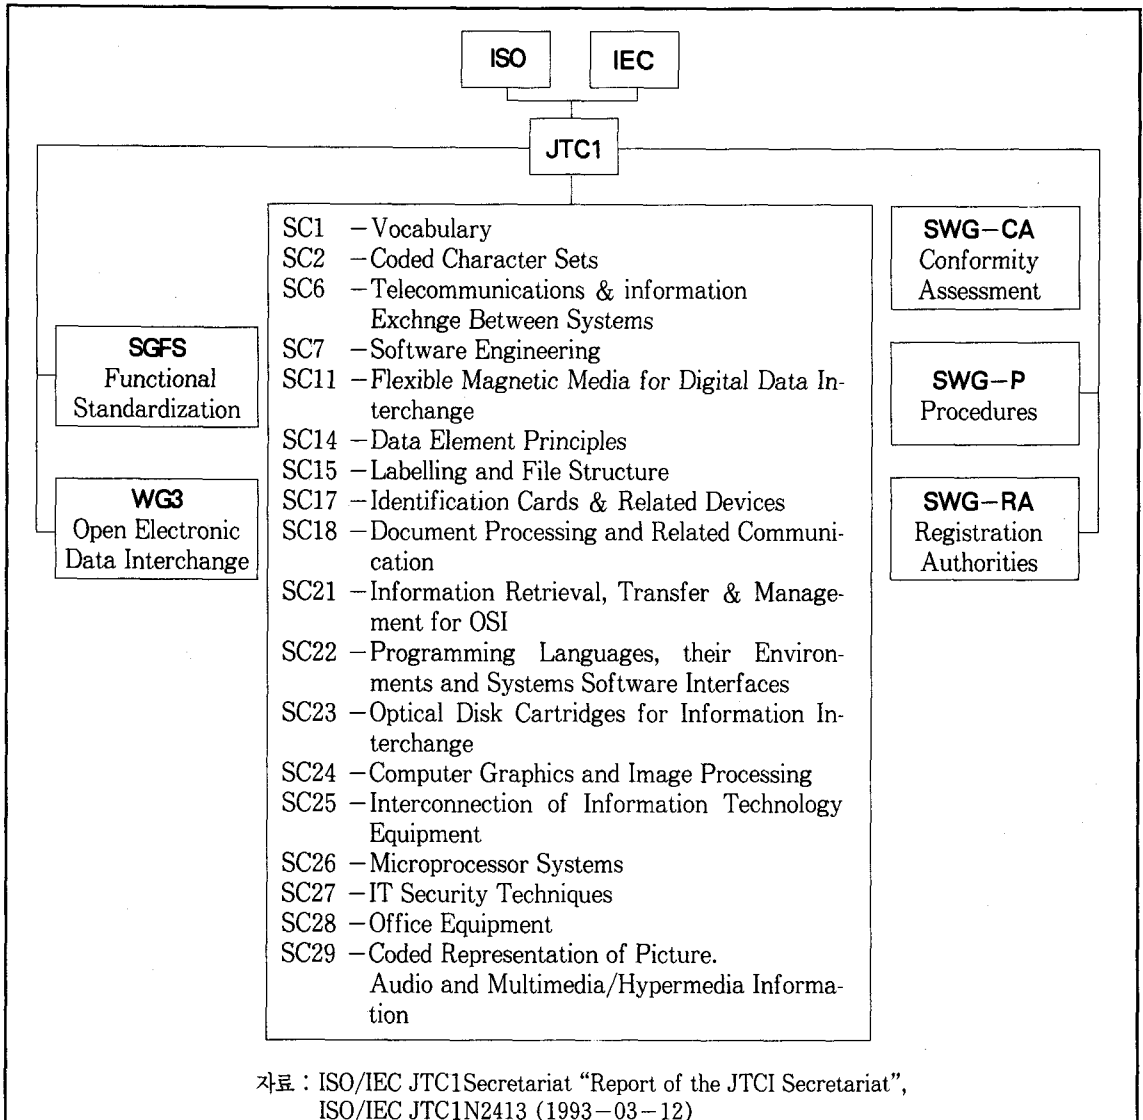 ISO
IEC
JTC1
SGFS
Functional
Standardization
WG3
Open Electronic
Data Interchange
SC1 －Vocabulary
SC2 －Coded Character Sets
SC6 －Telecommunications & information
Exchnge Between Systems
SC7 －Software Engineering
SC11 －Flexible Magnetic Media for Digital Data In-
terchange
SC14 －Data Element Principles
SC15 －Labelling and File Structure
SC17 －Identification Cards & Related Devices
SC18 －Document Processing and Related Communi-
cation
SC21 －Information Retrieval, Transfer & Manage-
ment for OSI
SC22 －Programming Languages, their Environ-
ments and Systems Software Interfaces
SC23 －Optical Disk Cartridges for Information In-
terchange
SC24 －Computer Graphics and Image Processing
SC25 －Interconnection of Information Technology
Equipment
SC26 －Microprocessor Systems
SC27 －IT Security Techniques
SC28 －Office Equipment
SC29 －Coded Representation of Picture.
Audio and Multimedia/Hypermedia Informa-
tion
SWG－CA
Conformity
Assessment
SWG－P
Procedures
SWG－RA
Registration
Authorities
자료 : ISO/IEC JTC1Secretariat “Report of the JTCI Secretariat”,
ISO/IEC JTC1N2413 (1993－03－12)